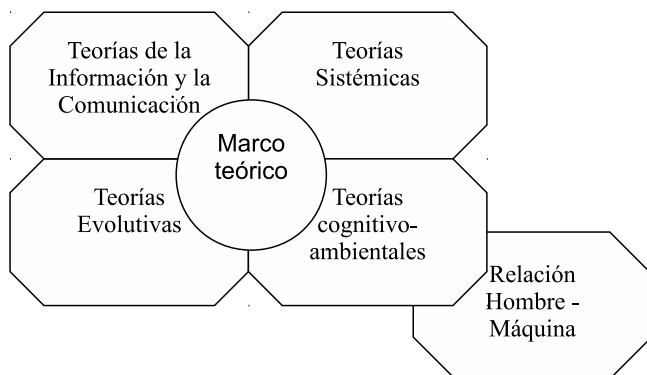 Teorías de la
Información y la
Comunicación
Teorías
Sistémicas
Marco
teórico
Teorías
Evolutivas
Teorías
cognitivo-
ambientales
Relación
Hombre -
Máquina